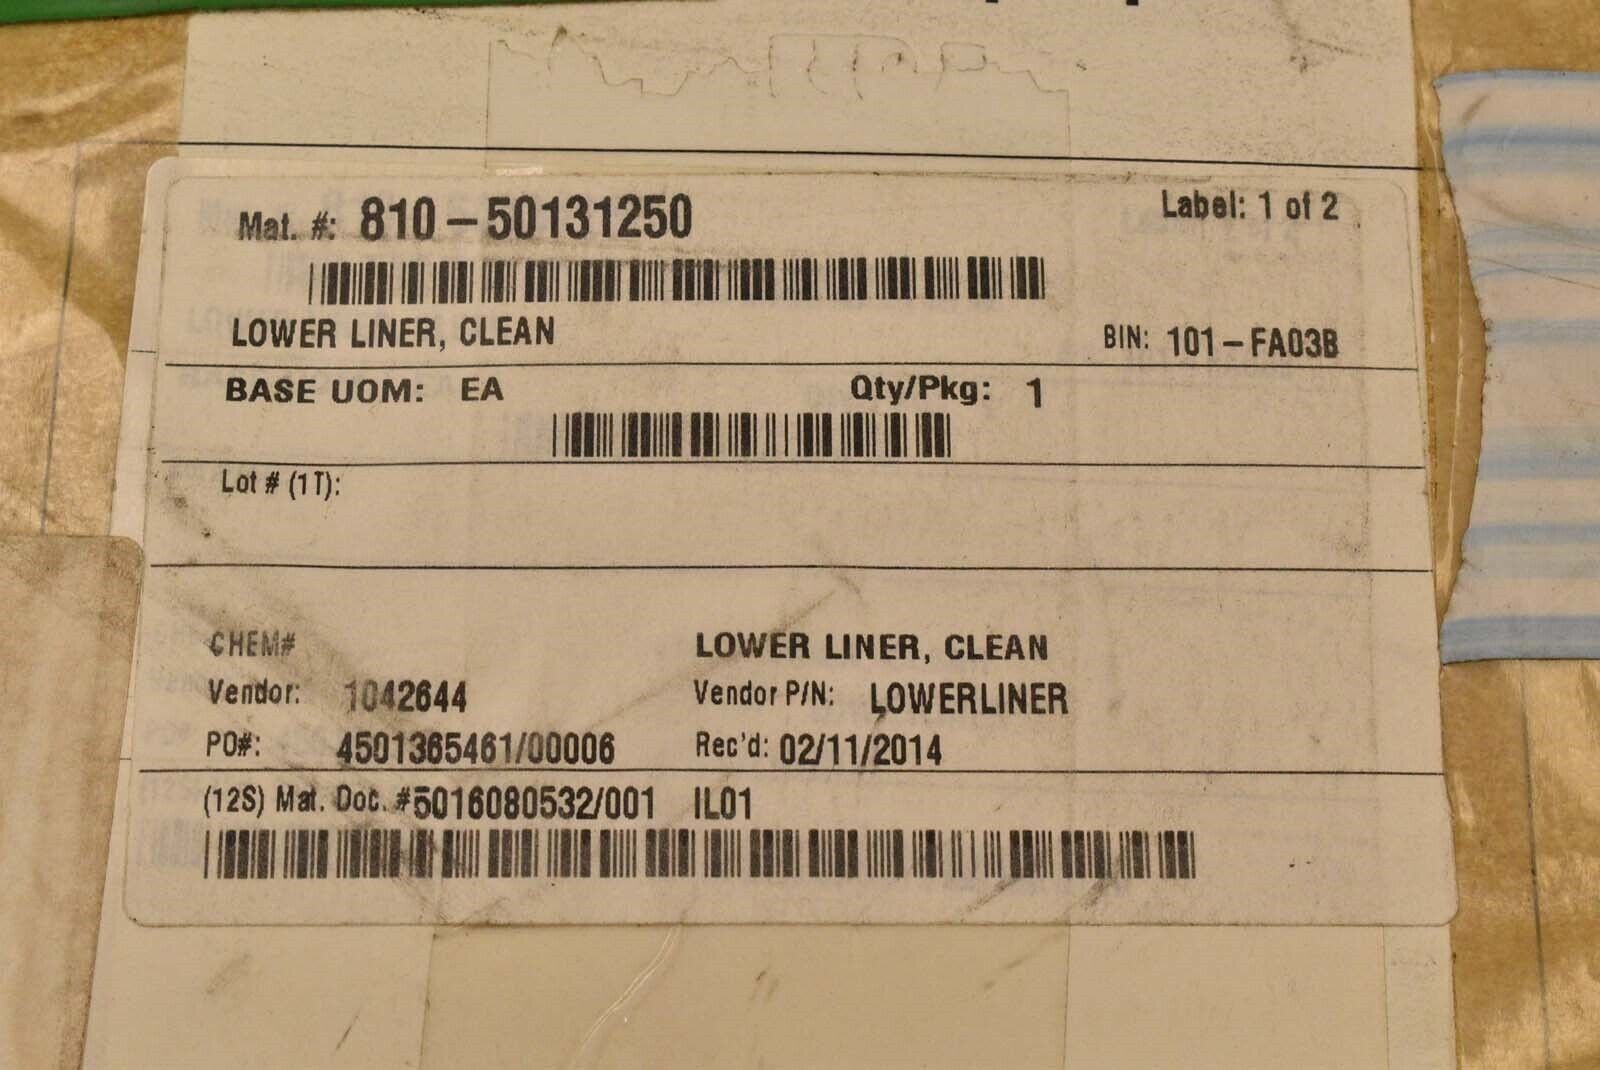 Mat. #: 810-50131250
Label: 1 of 2
LOWER LINER, CLEAN
BIN: 101-FA03B
BASE UOM: EA
Qty/Pkg: 1
Lot # (1T):
CHEM#
LOWER LINER, CLEAN
Vendor: 1042644
Vendor P/N: LOWERLINER
PO#: 4501365461/00006
Rec'd: 02/11/2014
(12S) Mat. Doc. #5016080532/001 IL01